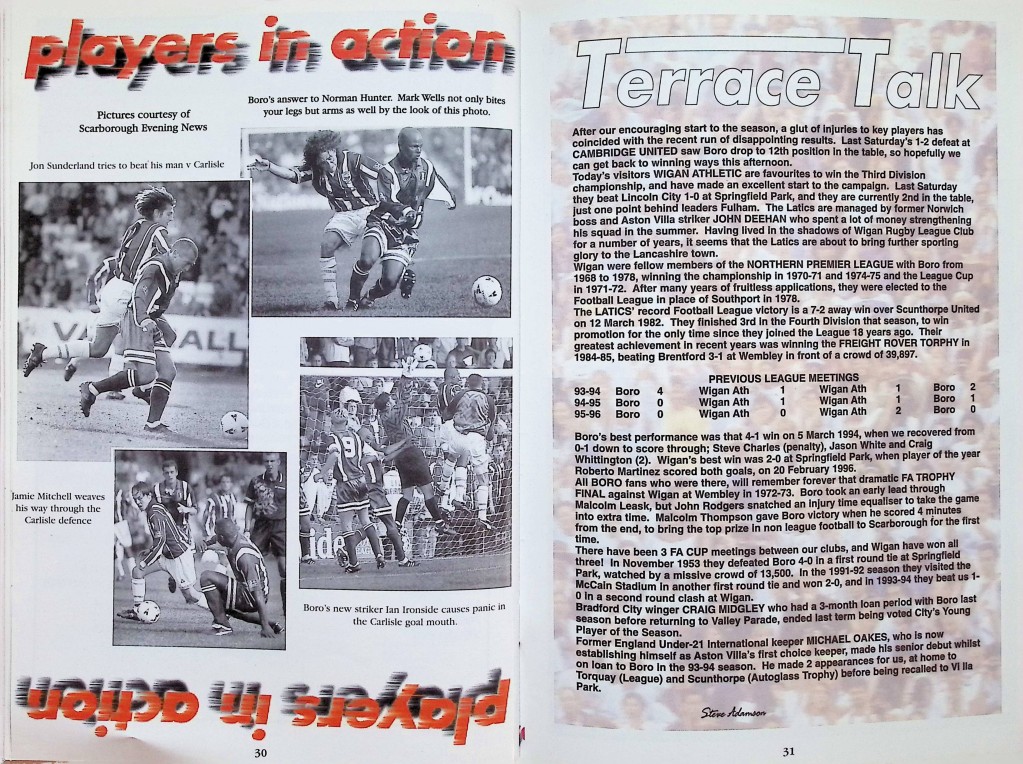 players in action
Pictures courtesy of
Scarborough Evening News
Boro's answer to Norman Hunter. Mark Wells not only bites
your legs but arms as well by the look of this photo.
Jon Sunderland tries to beat his man v Carlisle
VAUXHALL
9
Jamie Mitchell weaves
his way through the
Carlisle defence
Boro's new striker Ian Ironside causes panic in
the Carlisle goal mouth.
players in action
30
Terrace Talk
After our encouraging start to the season, a glut of injuries to key players has
coincided with the recent run of disappointing results. Last Saturday's 1-2 defeat at
CAMBRIDGE UNITED saw Boro drop to 12th position in the table, so hopefully we
can get back to winning ways this afternoon.
Today's visitors WIGAN ATHLETIC are favourites to win the Third Division
championship, and have made an excellent start to the campaign. Last Saturday
they beat Lincoln City 1-0 at Springfield Park, and they are currently 2nd in the table,
just one point behind leaders Fulham. The Latics are managed by former Norwich
boss and Aston Villa striker JOHN DEEHAN who spent a lot of money strengthening
his squad in the summer. Having lived in the shadows of Wigan Rugby League Club
for a number of years, it seems that the Latics are about to bring further sporting
glory to the Lancashire town.
Wigan were fellow members of the NORTHERN PREMIER LEAGUE with Boro from
1968 to 1978, winning the championship in 1970-71 and 1974-75 and the League Cup
in 1971-72. After many years of fruitless applications, they were elected to the
Football League in place of Southport in 1978.
The LATICS' record Football League victory is a 7-2 away win over Scunthorpe United
on 12 March 1982. They finished 3rd in the Fourth Division that season, to win
promotion for the only time since they joined the League 18 years ago. Their
greatest achievement in recent years was winning the FREIGHT ROVER TORPHY in
1984-85, beating Brentford 3-1 at Wembley in front of a crowd of 39,897.
PREVIOUS LEAGUE MEETINGS
93-94 Boro 4 Wigan Ath 1 Wigan Ath 1 Boro 2
94-95 Boro 0 Wigan Ath 1 Wigan Ath 1 Boro 1
95-96 Boro 0 Wigan Ath 0 Wigan Ath 2 Boro 0
Boro's best performance was that 4-1 win on 5 March 1994, when we recovered from
0-1 down to score through; Steve Charles (penalty), Jason White and Craig
Whittington (2). Wigan's best win was 2-0 at Springfield Park, when player of the year
Roberto Martinez scored both goals, on 20 February 1996.
All BORO fans who were there, will remember forever that dramatic FA TROPHY
FINAL against Wigan at Wembley in 1972-73. Boro took an early lead through
Malcolm Leask, but John Rodgers snatched an injury time equaliser to take the game
into extra time. Malcolm Thompson gave Boro victory when he scored 4 minutes
from the end, to bring the top prize in non league football to Scarborough for the first
time.
There have been 3 FA CUP meetings between our clubs, and Wigan have won all
three! In November 1953 they defeated Boro 4-0 in a first round tie at Springfield
Park, watched by a missive crowd of 13,500. In the 1991-92 season they visited the
McCain Stadium in another first round tie and won 2-0, and in 1993-94 they beat us 1-
0 in a second round clash at Wigan.
Bradford City winger CRAIG MIDGLEY who had a 3-month loan period with Boro last
season before returning to Valley Parade, ended last term being voted City's Young
Player of the Season.
Former England Under-21 International keeper MICHAEL OAKES, who is now
establishing himself as Aston Villa's first choice keeper, made his senior debut whilst
on loan to Boro in the 93-94 season. He made 2 appearances for us, at home to
Torquay (League) and Scunthorpe (Autoglass Trophy) before being recalled to VI lla
Park.
Steve Adamson
31